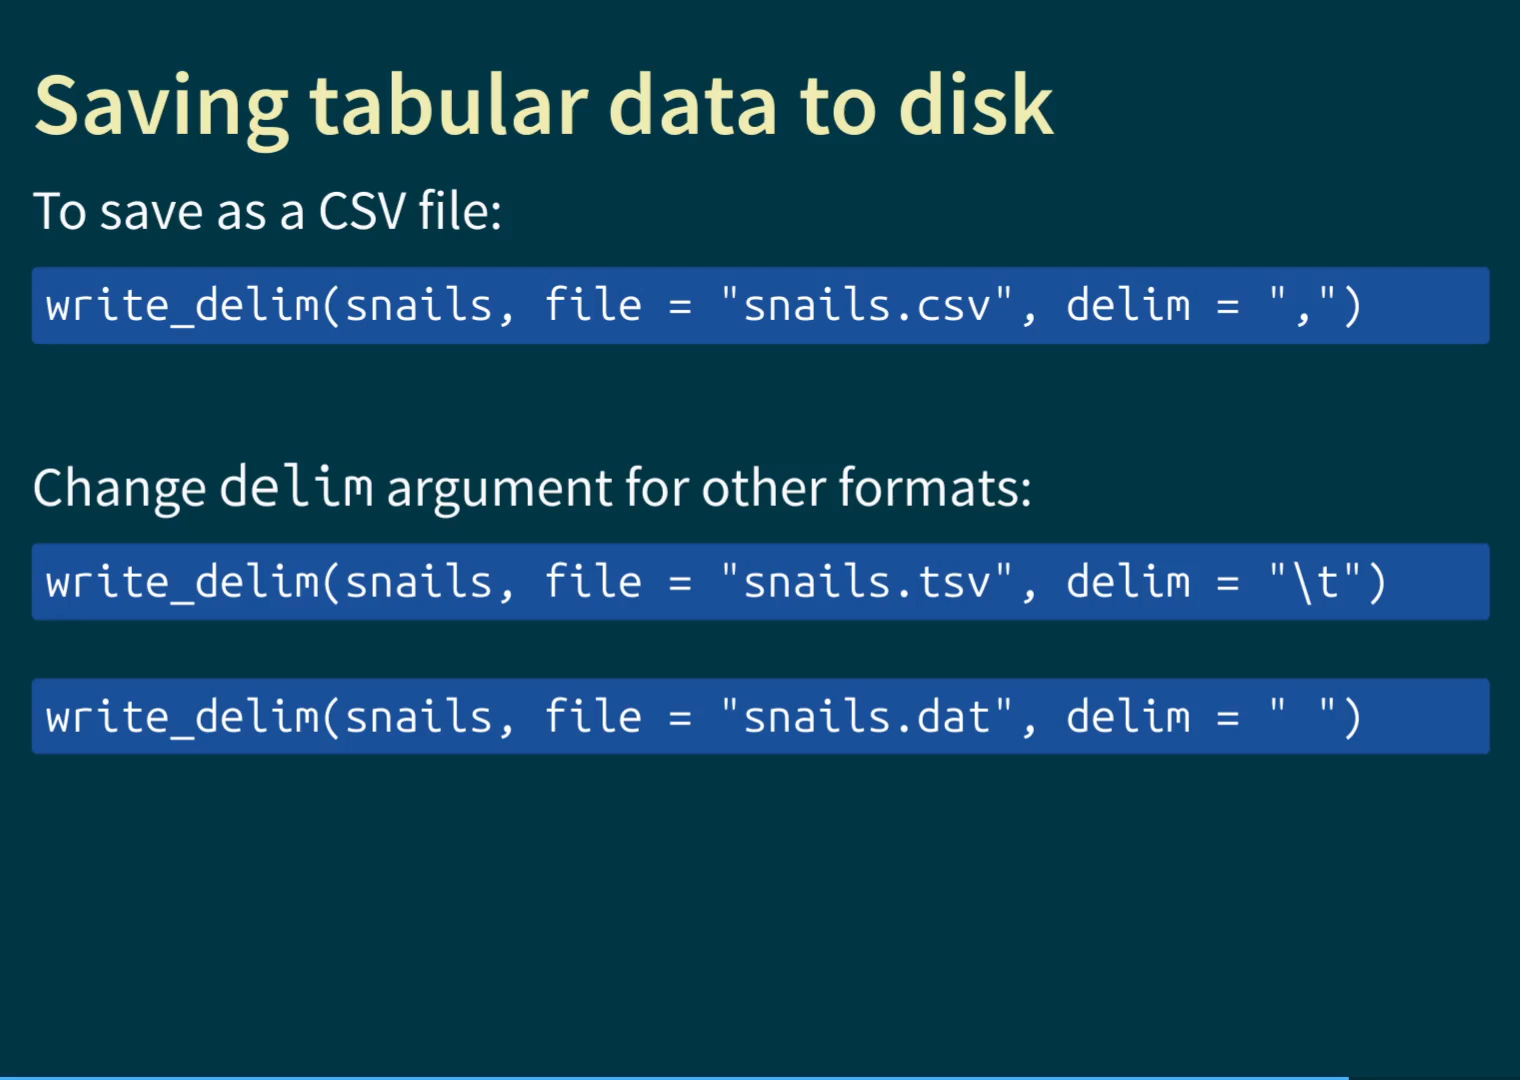 Saving tabular data to disk
To save as a CSV file:
write_delim(snails, file = "snails.csv", delim = ",")
Change delim argument for other formats:
write_delim(snails, file = "snails.tsv", delim = "\t")
write_delim(snails, file = "snails.dat", delim = " ")